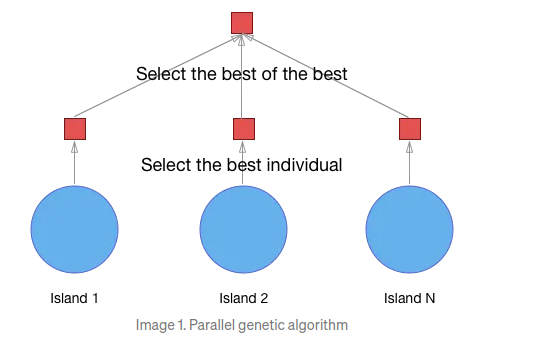 Select the best of the best
Select the best individual
Island 1
Island 2
Island N
Image 1. Parallel genetic algorithm